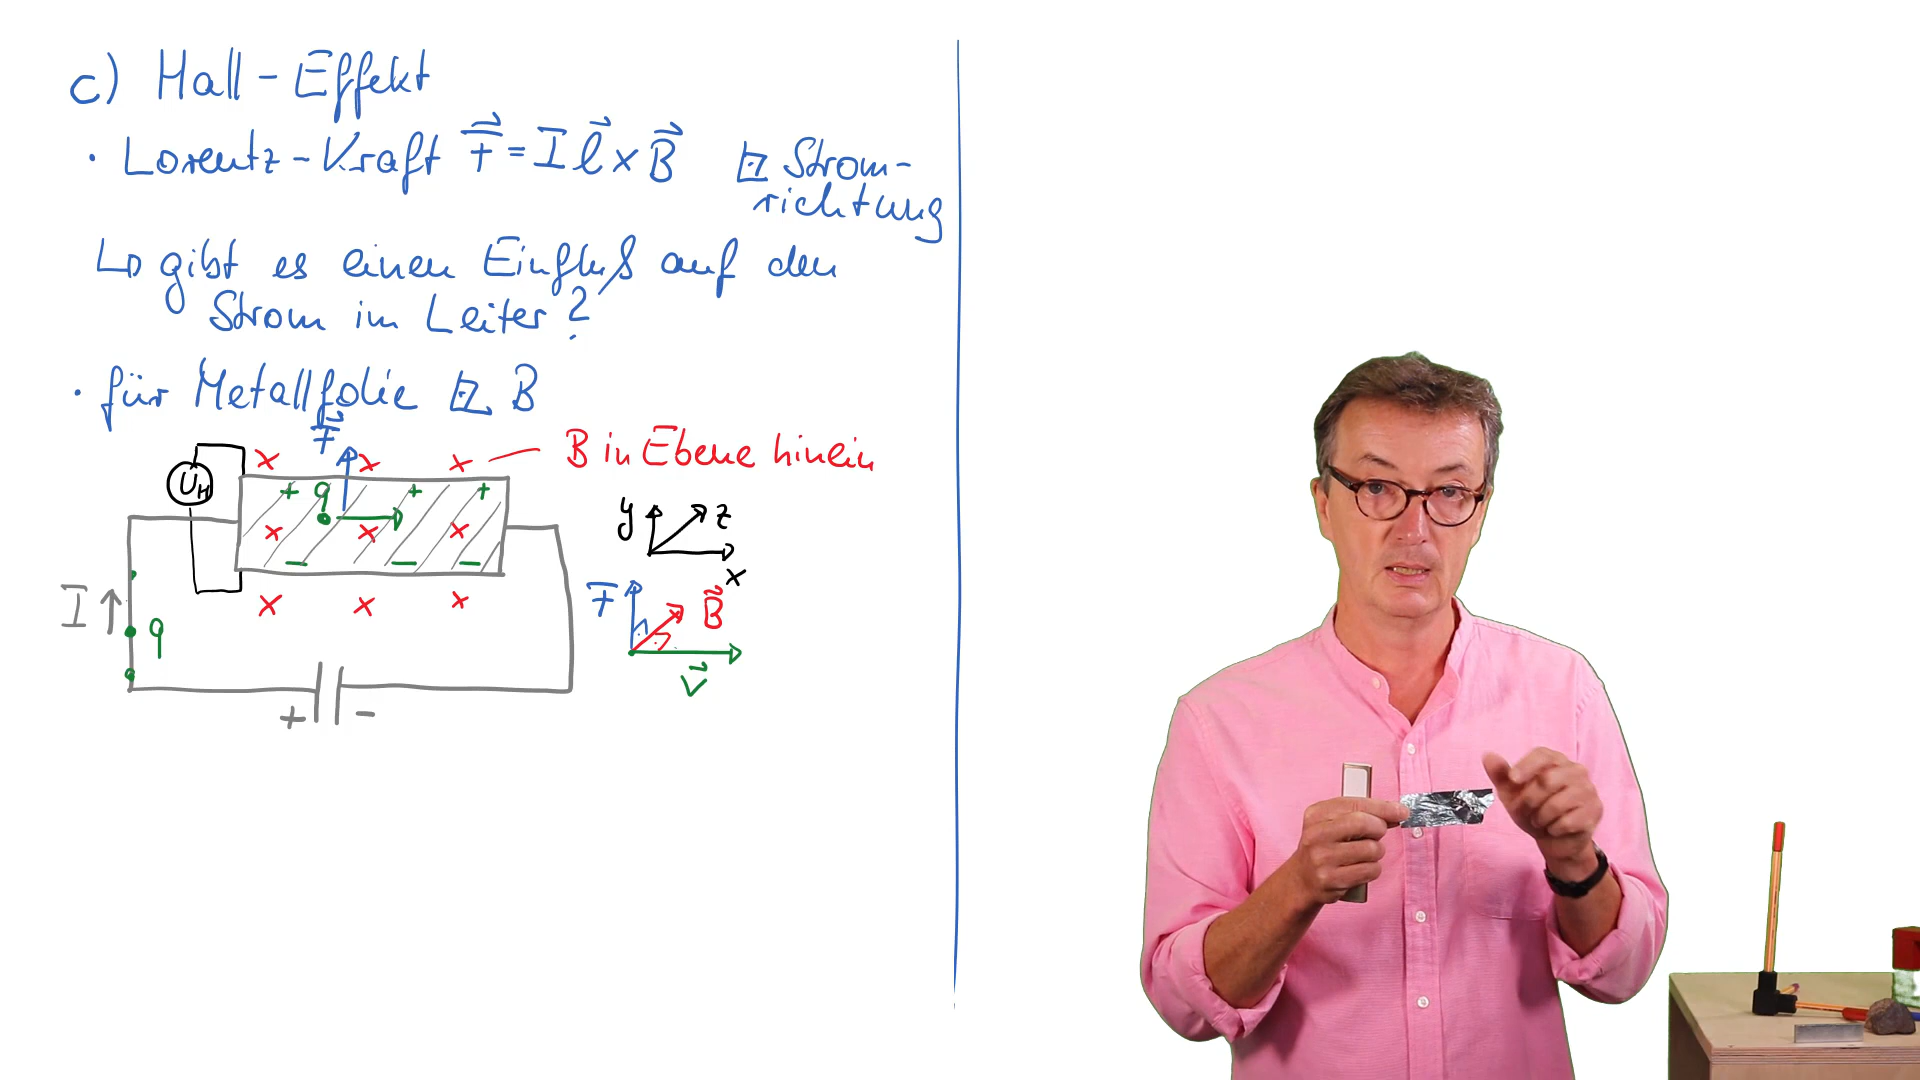 c) Hall-Effekt
· Lorentz-Kraft F⃗ = I l⃗ × B⃗ ⊥ Strom-
richtung
↳ gibt es einen Einfluß auf den
Strom im Leiter?
· für Metallfolie ⊥ B
F⃗
× × × B in Ebene hinein
U_H
+ q + +
y z
× × ×
x
− − −
I ↑
× × ×
F B⃗
q
v⃗
+ −